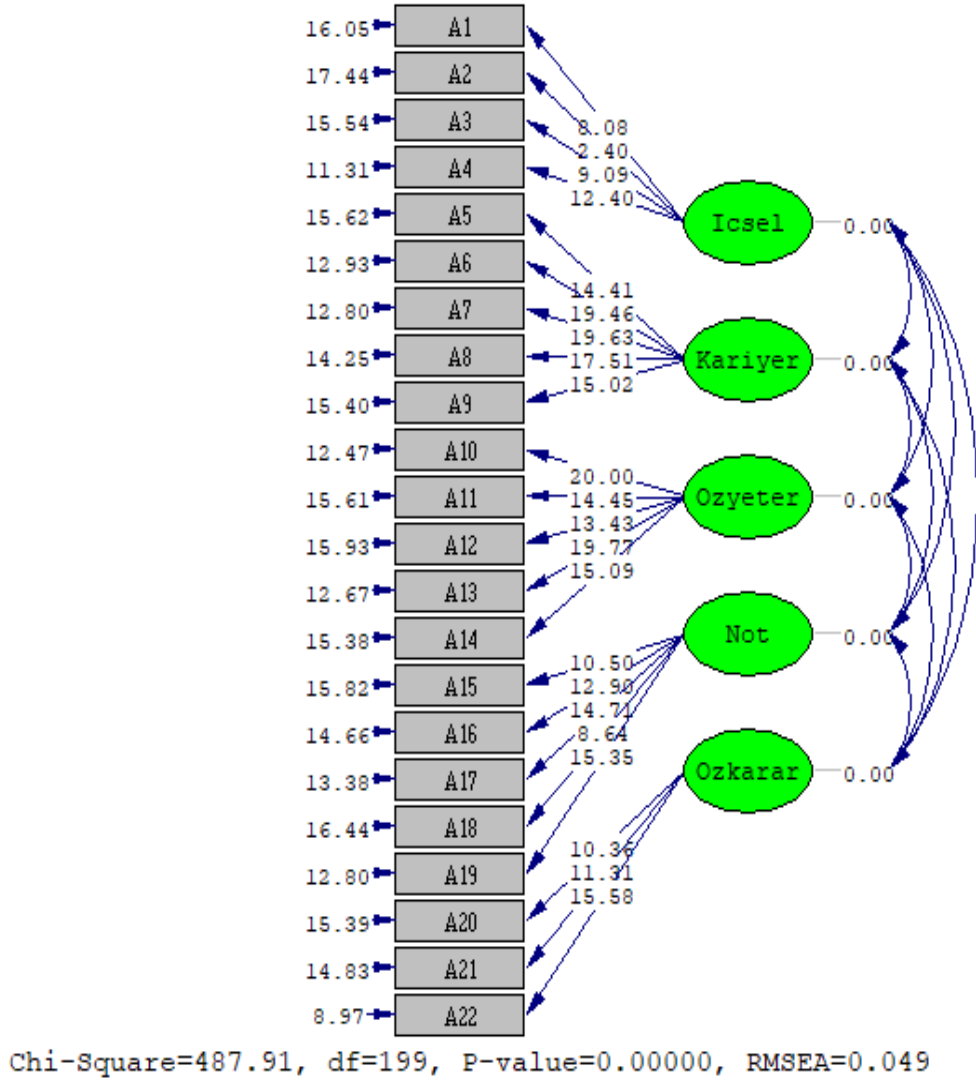 16.05 A1
17.44 A2
15.54 A3
11.31 A4
15.62 A5
12.93 A6
12.80 A7
14.25 A8
15.40 A9
12.47 A10
15.61 A11
15.93 A12
12.67 A13
15.38 A14
15.82 A15
14.66 A16
13.38 A17
16.44 A18
12.80 A19
15.39 A20
14.83 A21
8.97 A22
8.08
2.40
9.09
12.40
14.41
19.46
19.63
17.51
15.02
20.00
14.45
13.43
19.77
15.09
10.50
12.90
14.71
8.64
15.35
10.36
11.31
15.58
Icsel 0.00
Kariyer 0.00
Ozyeter 0.00
Not 0.00
Ozkarar 0.00
Chi-Square=487.91, df=199, P-value=0.00000, RMSEA=0.049